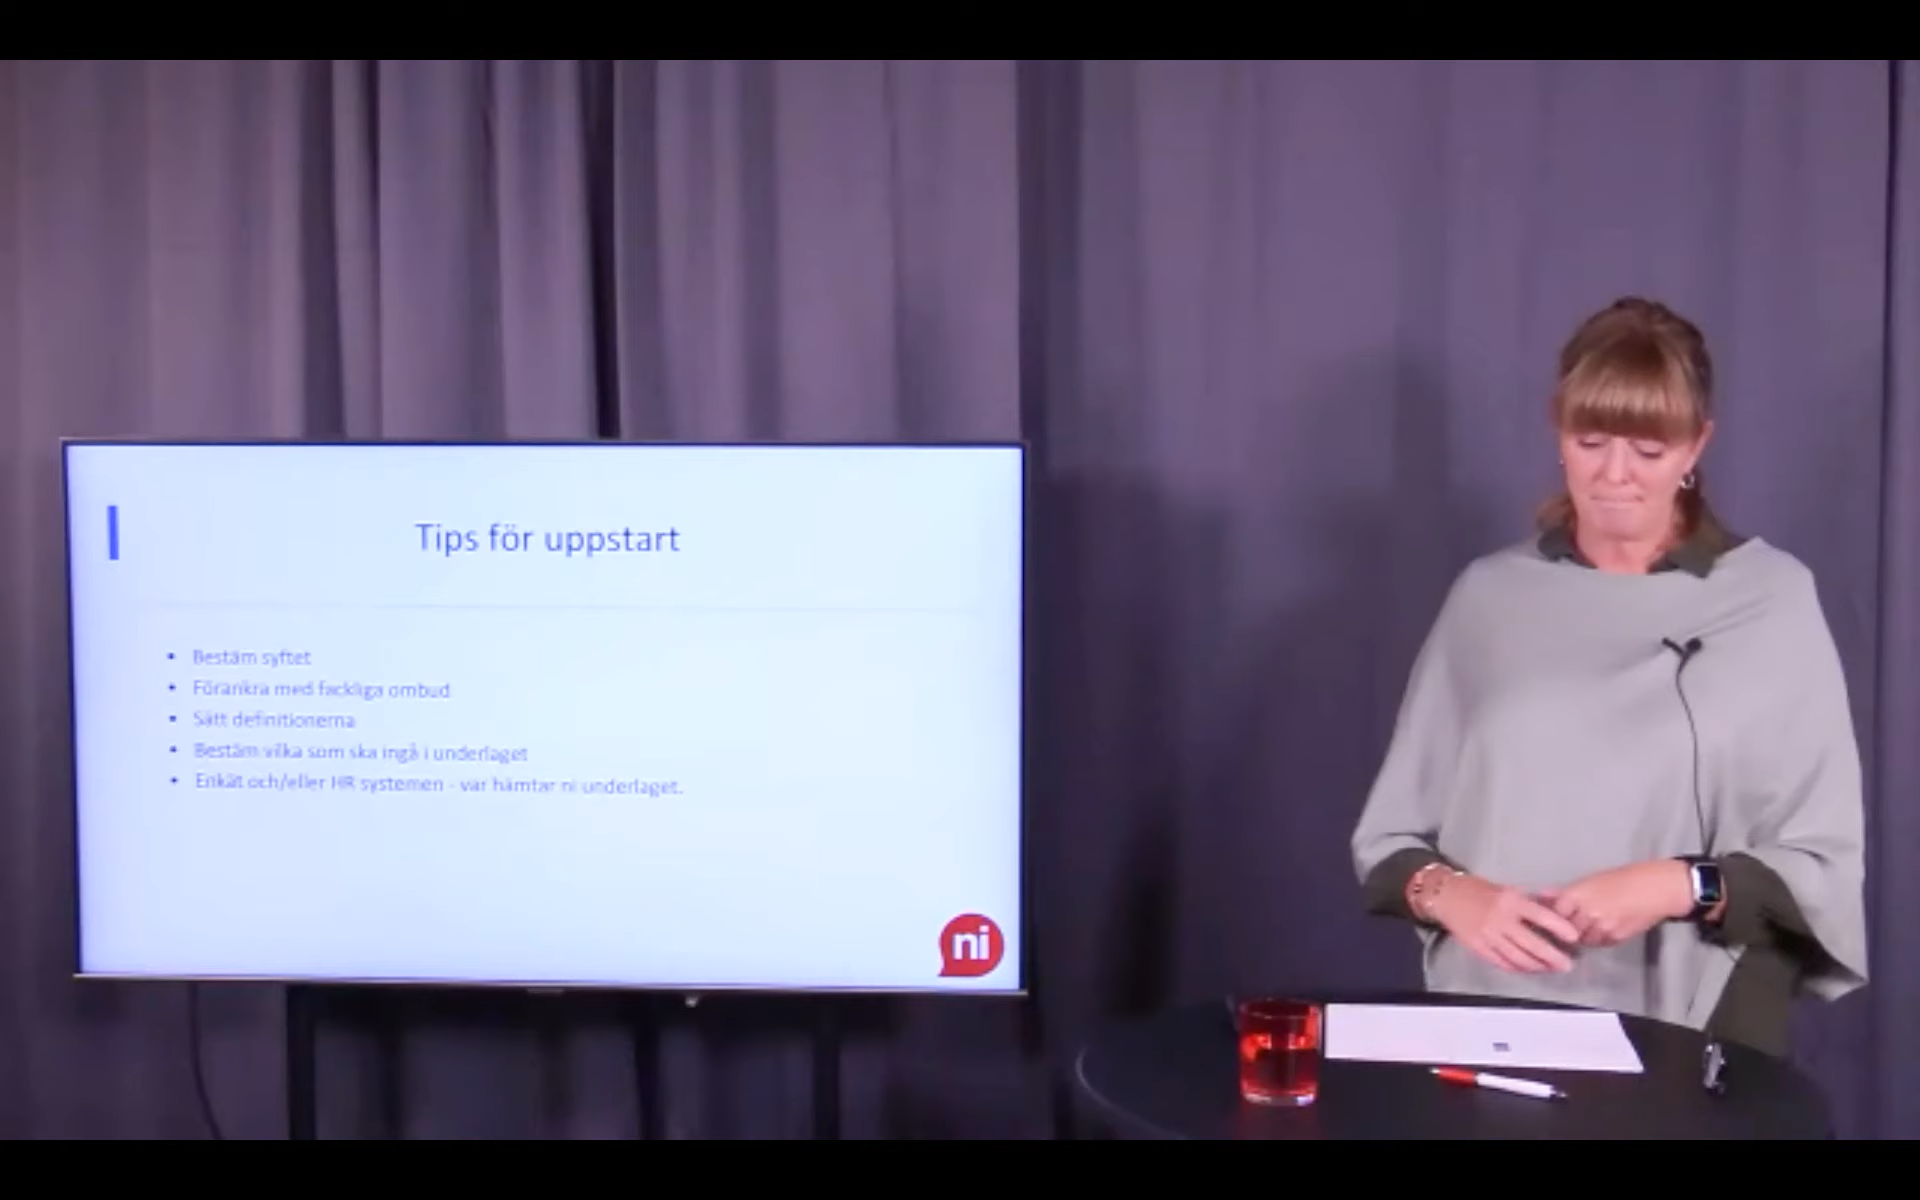 Tips för uppstart
• Bestäm syftet
• Förankra med fackliga ombud
• Sätt definitionerna
• Bestäm vilka som ska ingå i underlaget
• Enkät och/eller HR systemen - var hämtar ni underlaget.
ni